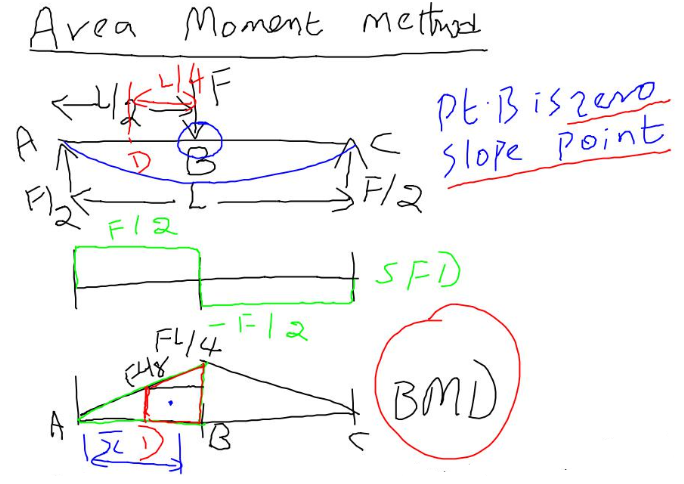 Area Moment method
L/4 F
L/2
Pt. B is zero
slope point
A B C
D
F/2 L F/2
F/2
SFD
-F/2
FL/4
FL/8
BMD
A D B C
x̄